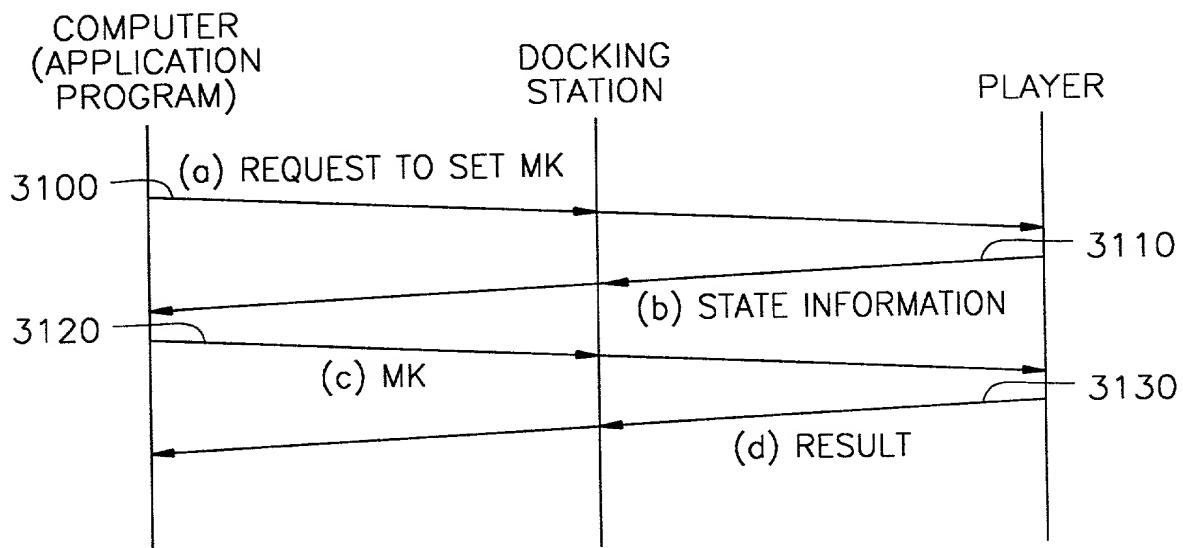 COMPUTER
(APPLICATION
PROGRAM)
DOCKING
STATION
PLAYER
(a) REQUEST TO SET MK
3100
3110
(b) STATE INFORMATION
3120
(c) MK
3130
(d) RESULT